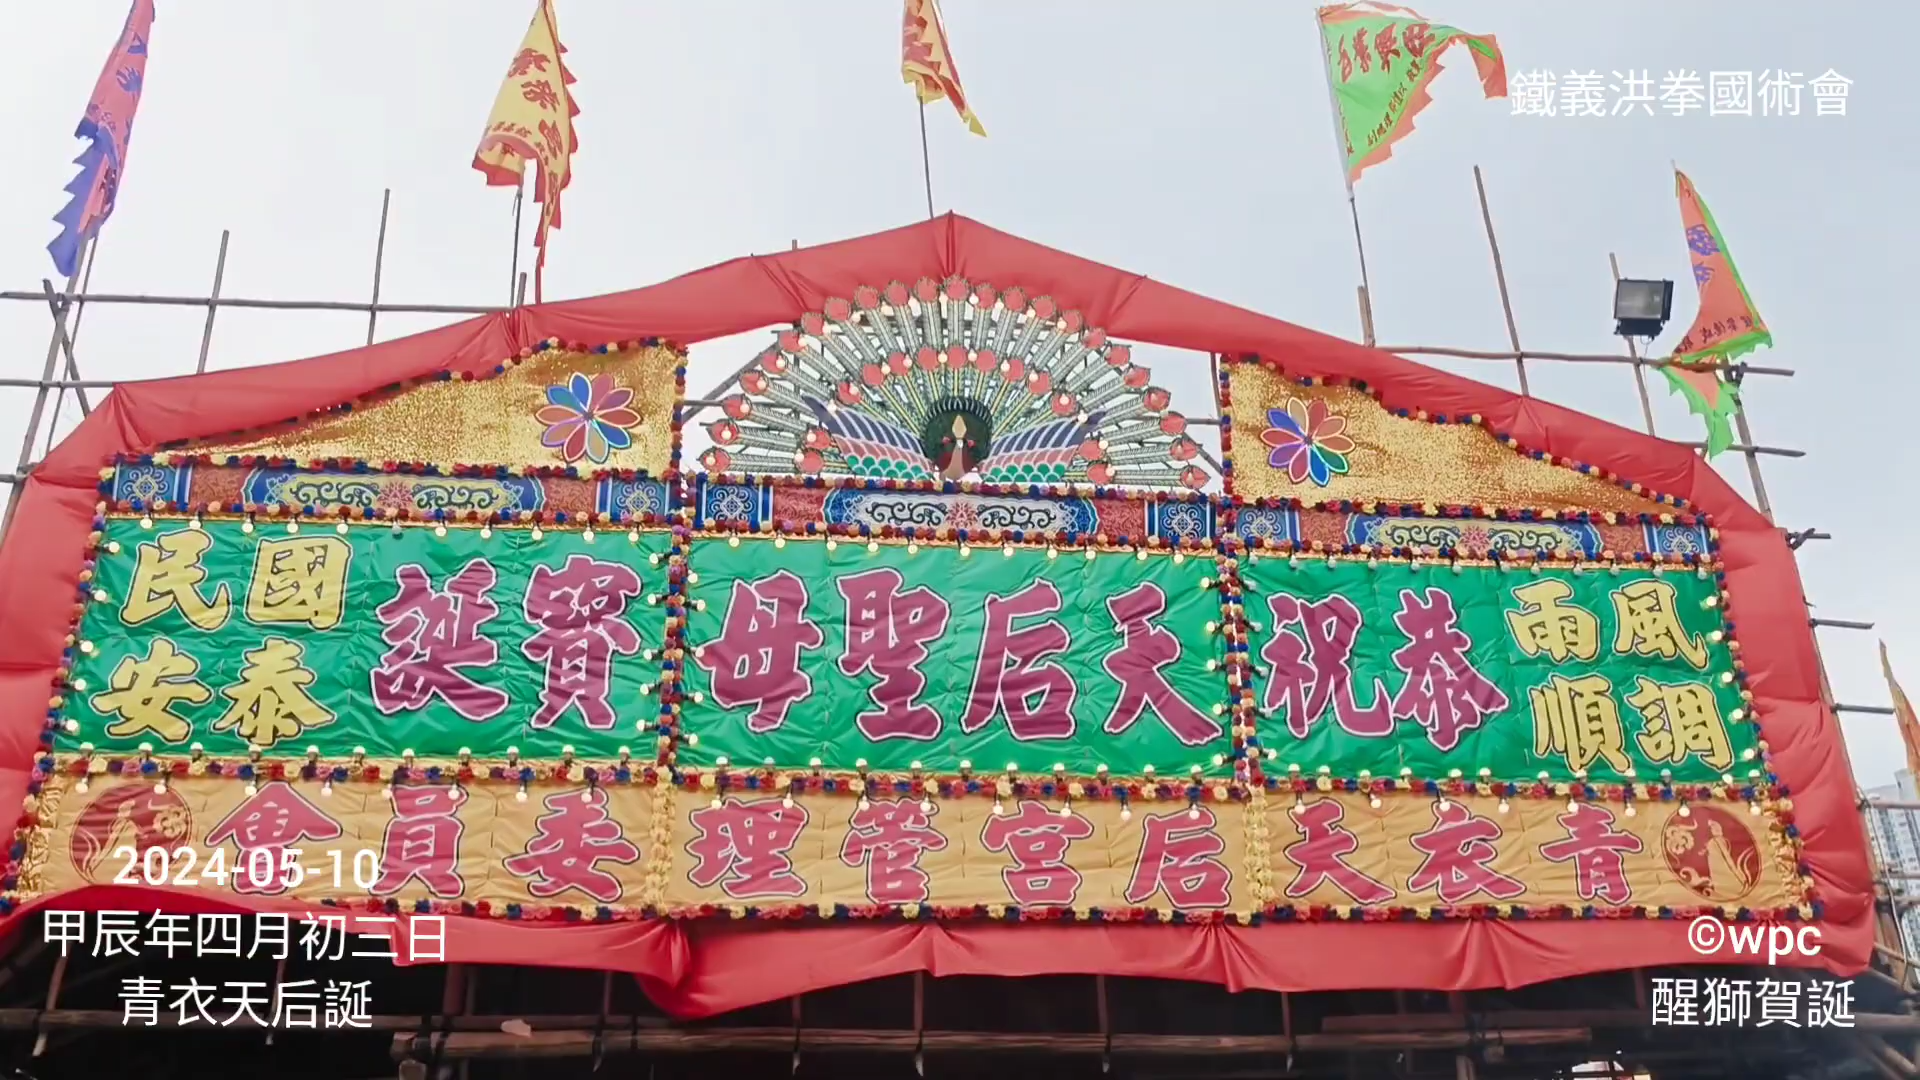 鐵義洪拳國術會
風調
雨順
恭祝
天后聖母
寶誕
國泰
民安
青衣天后宮管理委員會
2024-05-10
甲辰年四月初三日
青衣天后誕
©wpc
醒獅賀誕